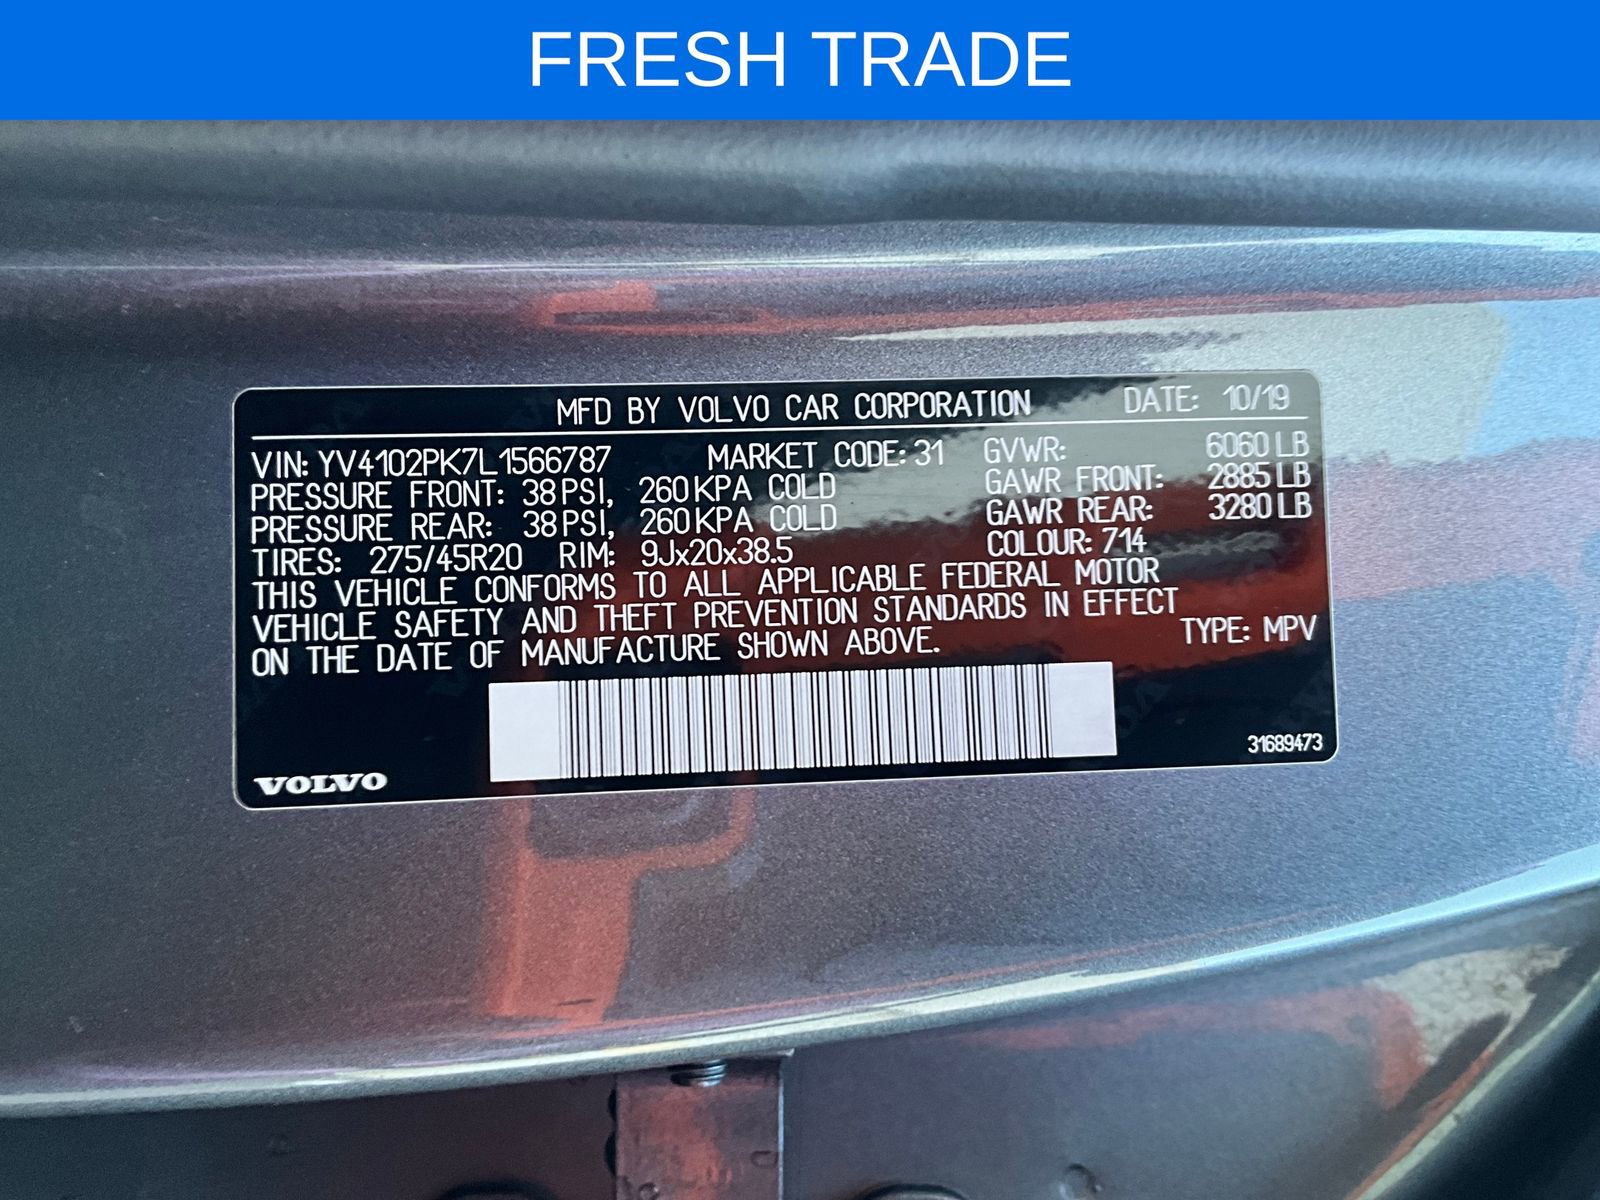 FRESH TRADE
MFD BY VOLVO CAR CORPORATION DATE: 10/19
VIN: YV4102PK7L1566787 MARKET CODE: 31 GVWR: 6060 LB
PRESSURE FRONT: 38 PSI, 260 KPA COLD GAWR FRONT: 2885 LB
PRESSURE REAR: 38 PSI, 260 KPA COLD GAWR REAR: 3280 LB
TIRES: 275/45R20 RIM: 9Jx20x38.5 COLOUR: 714
THIS VEHICLE CONFORMS TO ALL APPLICABLE FEDERAL MOTOR
VEHICLE SAFETY AND THEFT PREVENTION STANDARDS IN EFFECT
ON THE DATE OF MANUFACTURE SHOWN ABOVE. TYPE: MPV
31689473
VOLVO